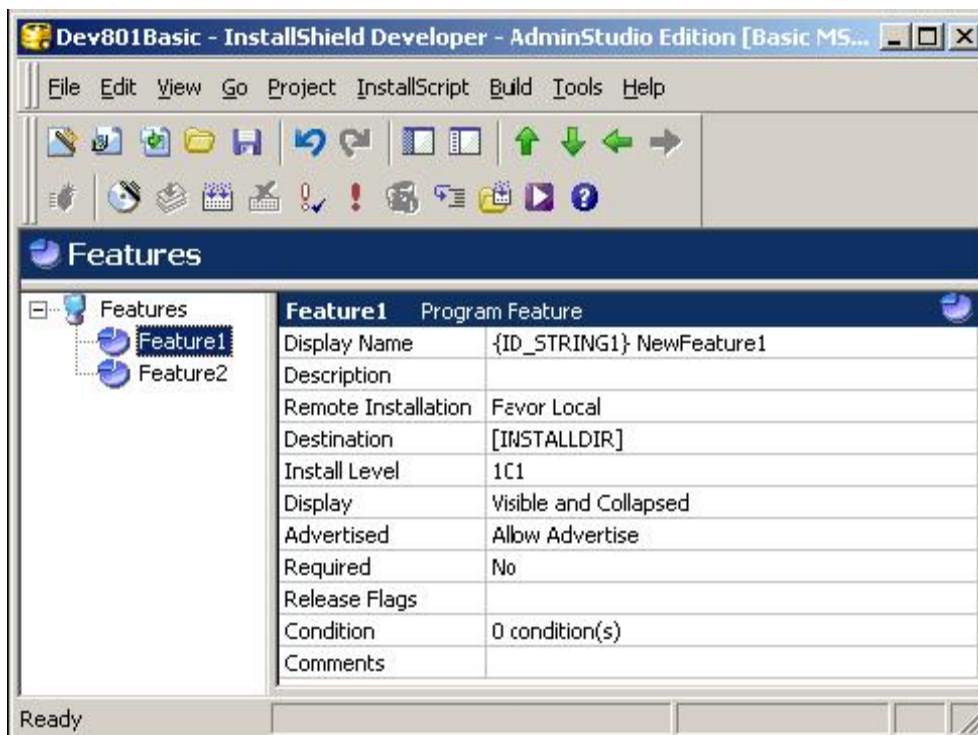 Dev801Basic - InstallShield Developer - AdminStudio Edition [Basic MS...
File Edit View Go Project InstallScript Build Tools Help
Features
Features
Feature1
Feature2
Feature1 Program Feature
Display Name {ID_STRING1} NewFeature1
Description
Remote Installation Favor Local
Destination [INSTALLDIR]
Install Level 101
Display Visible and Collapsed
Advertised Allow Advertise
Required No
Release Flags
Condition 0 condition(s)
Comments
Ready